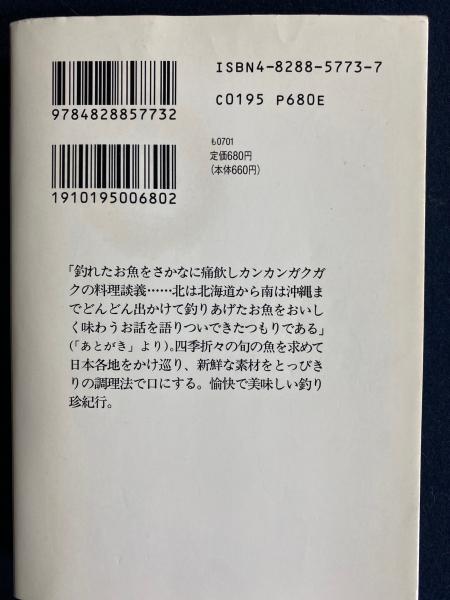 ISBN4-8288-5773-7
C0195 P680E
9784828857732
も0701
定価680円
(本体660円)
1910195006802
「釣れたお魚をさかなに痛飲しカンカンガクガ
クの料理談義……北は北海道から南は沖縄ま
でどんどん出かけて釣りあげたお魚をおいし
く味わうお話を語りついできたつもりである」
(「あとがき」より)。四季折々の旬の魚を求めて
日本各地をかけ巡り、新鮮な素材をとっびき
りの調理法で口にする。愉快で美味しい釣り
珍紀行。